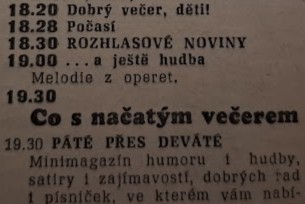 18.20 Dobrý večer, děti!
18.28 Počasí
18.30 ROZHLASOVÉ NOVINY
19.00 ...a ještě hudba
Melodie z operet.
19.30
Co s načatým večerem
19.30 PÁTÉ PŘES DEVÁTÉ
Minimagazín humoru i hudby,
satiry i zajímavostí, dobrých rad
i písniček, ve kterém vám nabí-